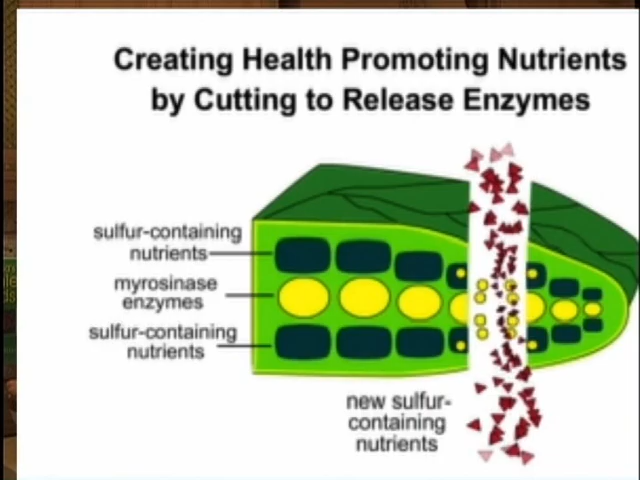 Creating Health Promoting Nutrients
by Cutting to Release Enzymes
sulfur-containing
nutrients
myrosinase
enzymes
sulfur-containing
nutrients
new sulfur-
containing
nutrients